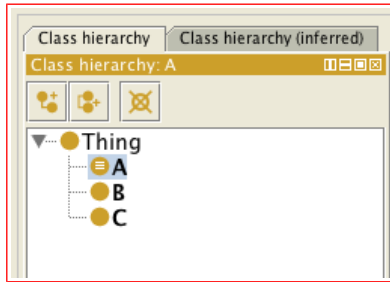 Class hierarchy Class hierarchy (inferred)
Class hierarchy: A
Thing
A
B
C